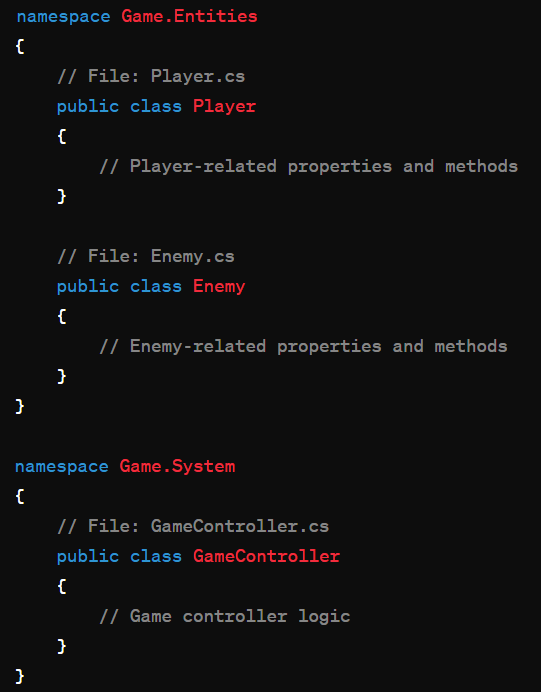 namespace Game.Entities
{
    // File: Player.cs
    public class Player
    {
        // Player-related properties and methods
    }

    // File: Enemy.cs
    public class Enemy
    {
        // Enemy-related properties and methods
    }
}

namespace Game.System
{
    // File: GameController.cs
    public class GameController
    {
        // Game controller logic
    }
}